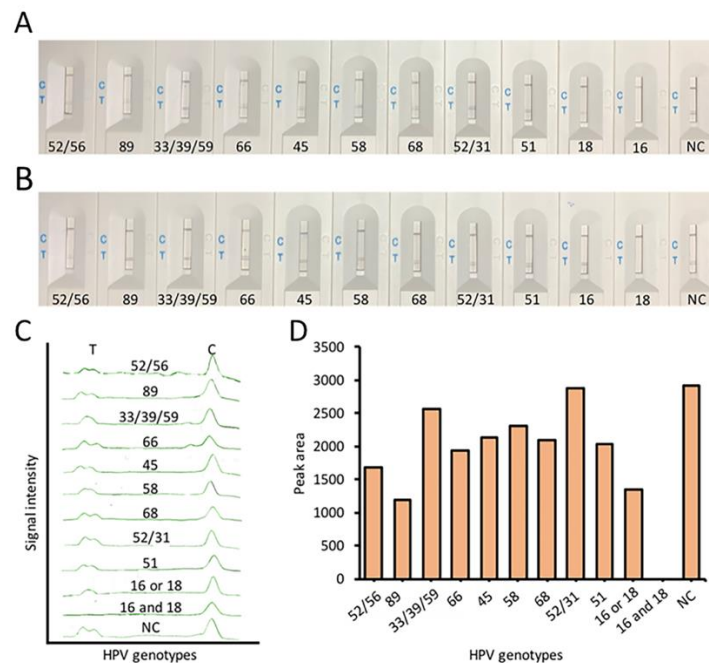 A
C T C T C T C T C T C T C T C T C T C T C T C T
52/56 89 33/39/59 66 45 58 68 52/31 51 18 16 NC
B
C T C T C T C T C T C T C T C T C T C T C T C T
52/56 89 33/39/59 66 45 58 68 52/31 51 16 18 NC
C
T C
52/56
89
33/39/59
66
45
58
68
52/31
51
16 or 18
16 and 18
NC
Signal intensity
HPV genotypes
D
3500
3000
2500
2000
1500
1000
500
0
Peak area
52/56 89 33/39/59 66 45 58 68 52/31 51 16 or 18 16 and 18 NC
HPV genotypes